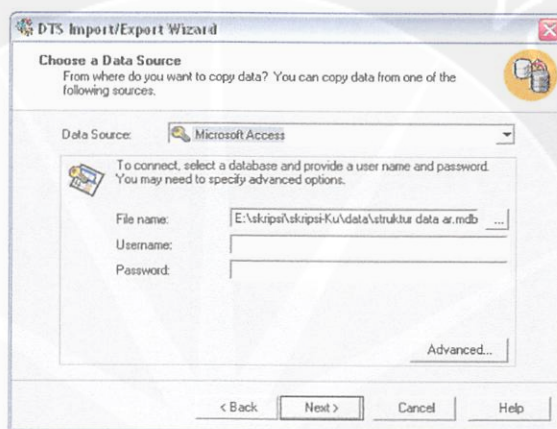 DTS Import/Export Wizard
Choose a Data Source
From where do you want to copy data? You can copy data from one of the
following sources.
Data Source:
Microsoft Access
To connect, select a database and provide a user name and password.
You may need to specify advanced options.
File name:
E:\skripsi\skripsi-Ku\data\struktur data ar.mdb
...
Username:
Password:
Advanced...
< Back
Next >
Cancel
Help